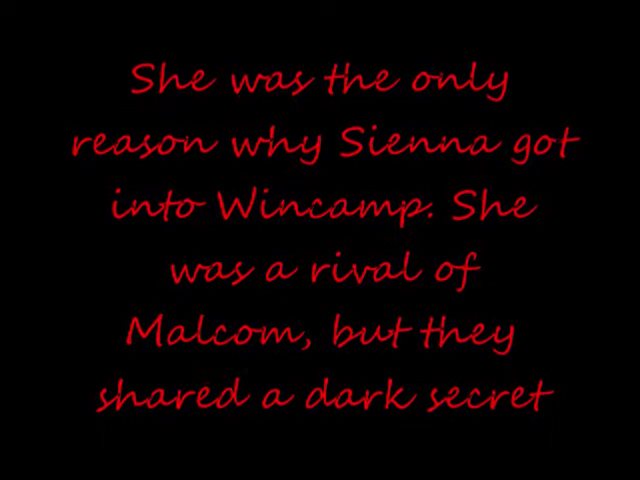 She was the only
reason why Sienna got
into Wincamp. She
was a rival of
Malcom, but they
shared a dark secret